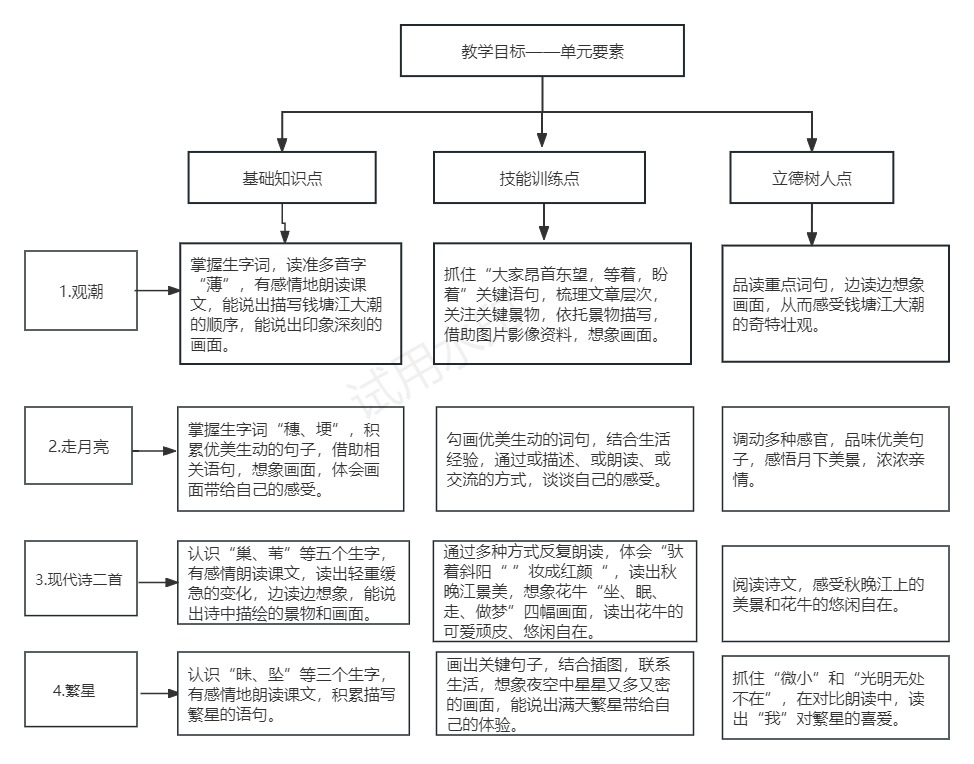 教学目标——单元要素
基础知识点
技能训练点
立德树人点
1.观潮
掌握生字词，读准多音字
“薄”，有感情地朗读课
文，能说出描写钱塘江大潮
的顺序，能说出印象深刻的
画面。
抓住“大家昂首东望，等着，盼
着”关键语句，梳理文章层次，
关注关键景物，依托景物描写，
借助图片影像资料，想象画面。
品读重点词句，边读边想象
画面，从而感受钱塘江大潮
的奇特壮观。
试用水
2.走月亮
掌握生字词“穗、埂”，积
累优美生动的句子，借助相
关语句，想象画面，体会画
面带给自己的感受。
勾画优美生动的词句，结合生活
经验，通过或描述、或朗读、或
交流的方式，谈谈自己的感受。
调动多种感官，品味优美句
子，感悟月下美景，浓浓亲
情。
3.现代诗二首
认识“巢、苇”等五个生字，
有感情朗读课文，读出轻重缓
急的变化，边读边想象，能说
出诗中描绘的景物和画面。
通过多种方式反复朗读，体会“驮
着斜阳“ ”妆成红颜“ ，读出秋
晚江景美，想象花牛“坐、眠、
走、做梦”四幅画面，读出花牛的
可爱顽皮、悠闲自在。
阅读诗文，感受秋晚江上的
美景和花牛的悠闲自在。
4.繁星
认识“昧、坠”等三个生字，
有感情地朗读课文，积累描写
繁星的语句。
画出关键句子，结合插图，联系
生活，想象夜空中星星又多又密
的画面，能说出满天繁星带给自
己的体验。
抓住“微小”和“光明无处
不在”，在对比朗读中，读
出“我”对繁星的喜爱。